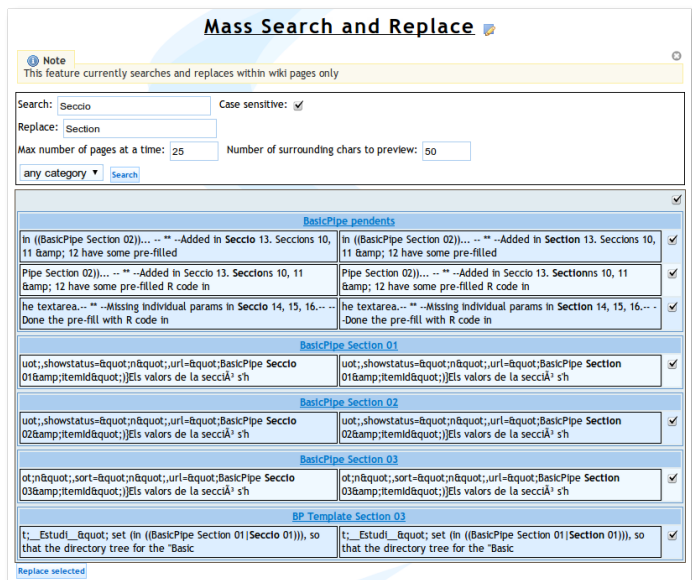 Mass Search and Replace
Note
This feature currently searches and replaces within wiki pages only
Search: Seccio Case sensitive:
Replace: Section
Max number of pages at a time: 25 Number of surrounding chars to preview: 50
any category Search
BasicPipe pendents
in ((BasicPipe Section 02))... -- ** --Added in Seccio 13. Seccions 10,
11 &amp; 12 have some pre-filled
in ((BasicPipe Section 02))... -- ** --Added in Section 13. Seccions 10,
11 &amp; 12 have some pre-filled
Pipe Section 02))... -- ** --Added in Seccio 13. Seccions 10, 11
&amp; 12 have some pre-filled R code in
Pipe Section 02))... -- ** --Added in Seccio 13. Sectionns 10, 11
&amp; 12 have some pre-filled R code in
he textarea.-- ** --Missing individual params in Seccio 14, 15, 16.-- --
Done the pre-fill with R code in
he textarea.-- ** --Missing individual params in Section 14, 15, 16.-- -
-Done the pre-fill with R code in
BasicPipe Section 01
uot;,showstatus=&quot;n&quot;,url=&quot;BasicPipe Seccio
01&amp;itemId&quot;)}Els valors de la secciÃ³ s'h
uot;,showstatus=&quot;n&quot;,url=&quot;BasicPipe Section
01&amp;itemId&quot;)}Els valors de la secciÃ³ s'h
BasicPipe Section 02
uot;,showstatus=&quot;n&quot;,url=&quot;BasicPipe Seccio
02&amp;itemId&quot;)}Els valors de la secciÃ³ s'h
uot;,showstatus=&quot;n&quot;,url=&quot;BasicPipe Section
02&amp;itemId&quot;)}Els valors de la secciÃ³ s'h
BasicPipe Section 03
ot;n&quot;,sort=&quot;n&quot;,url=&quot;BasicPipe Seccio
03&amp;itemId&quot;)}Els valors de la secciÃ³ s'h
ot;n&quot;,sort=&quot;n&quot;,url=&quot;BasicPipe Section
03&amp;itemId&quot;)}Els valors de la secciÃ³ s'h
BP Template Section 03
t;__Estudi__&quot; set (in ((BasicPipe Section 01|Seccio 01))), so
that the directory tree for the "Basic
t;__Estudi__&quot; set (in ((BasicPipe Section 01|Section 01))), so
that the directory tree for the "Basic
Replace selected